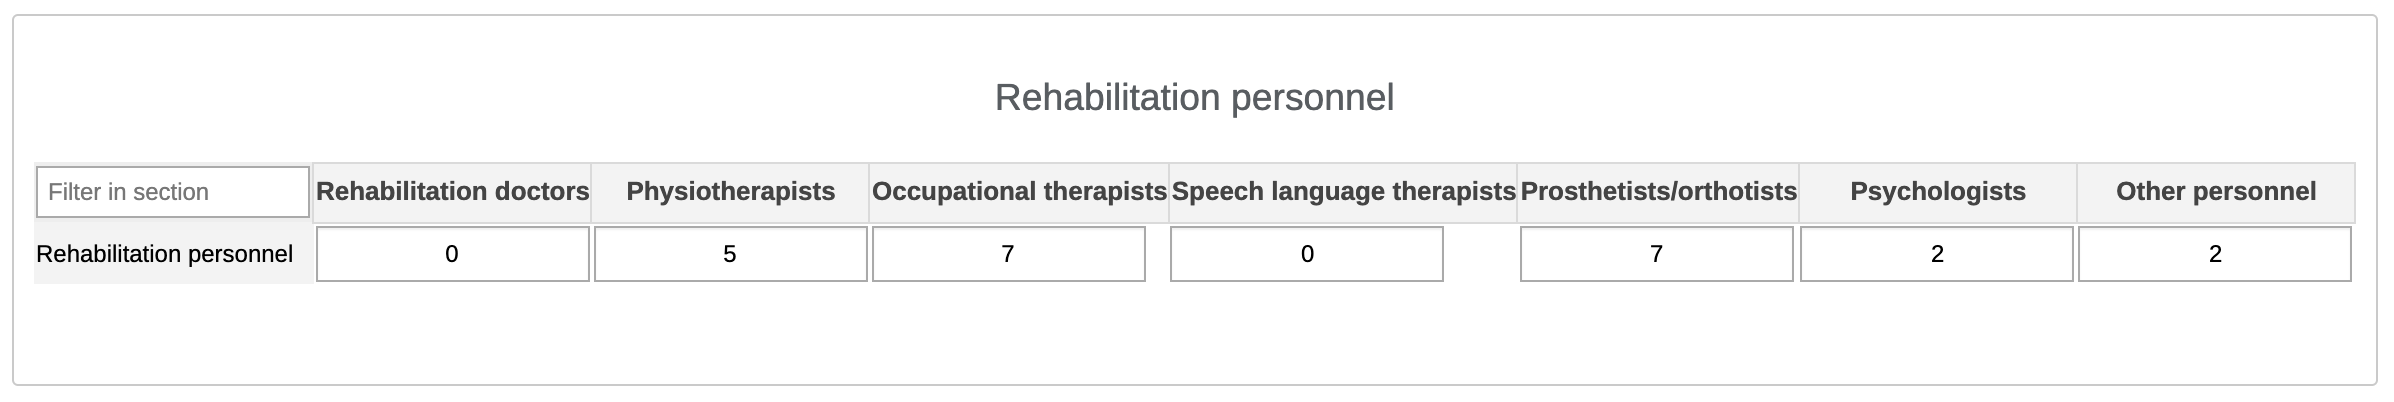 Rehabilitation personnel
Filter in section Rehabilitation doctors Physiotherapists Occupational therapists Speech language therapists Prosthetists/orthotists Psychologists Other personnel
Rehabilitation personnel 0 5 7 0 7 2 2